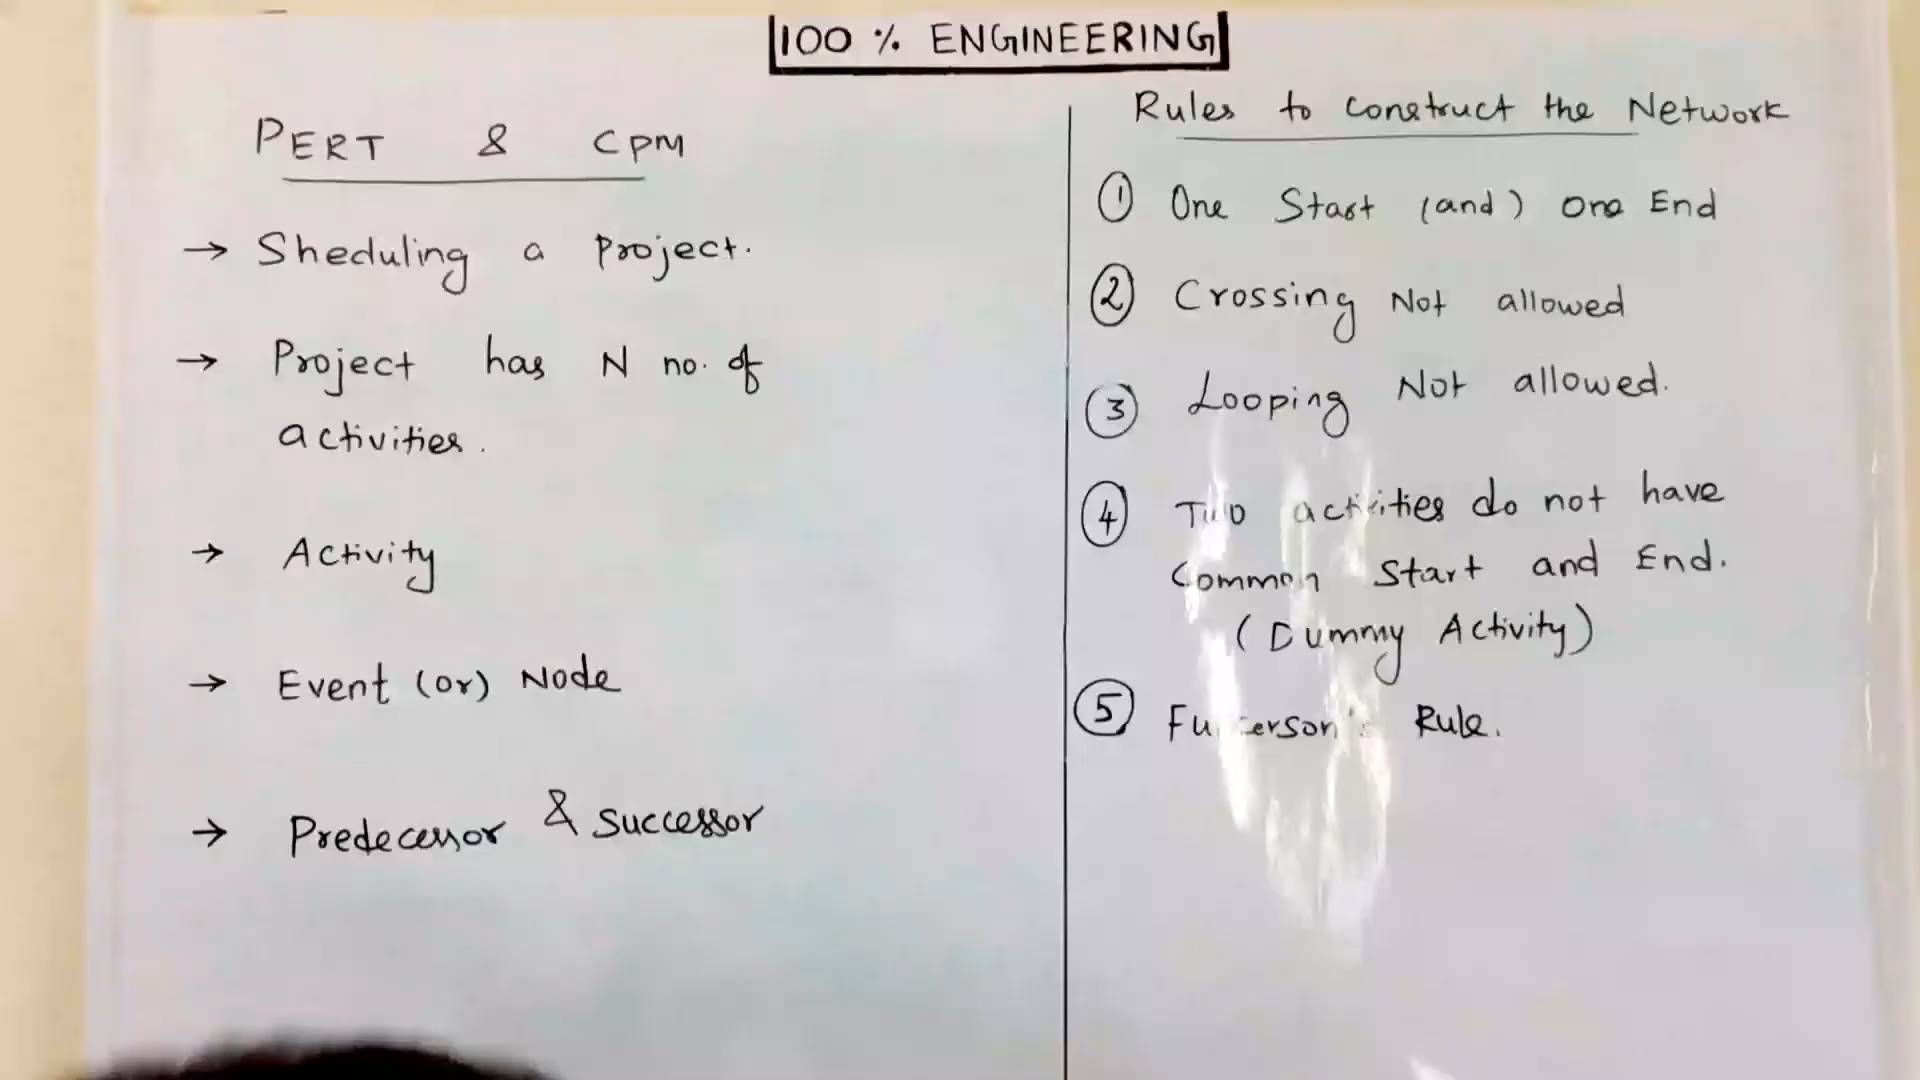 100 % ENGINEERING
PERT & CPM
→ Sheduling a Project.
→ Project has N no. of
activities.
→ Activity
→ Event (or) Node
→ Predecessor & Successor
Rules to construct the Network
① One Start (and) One End
② Crossing Not allowed
③ Looping Not allowed.
④ Two activities do not have
Common Start and End.
(Dummy Activity)
⑤ Rule.